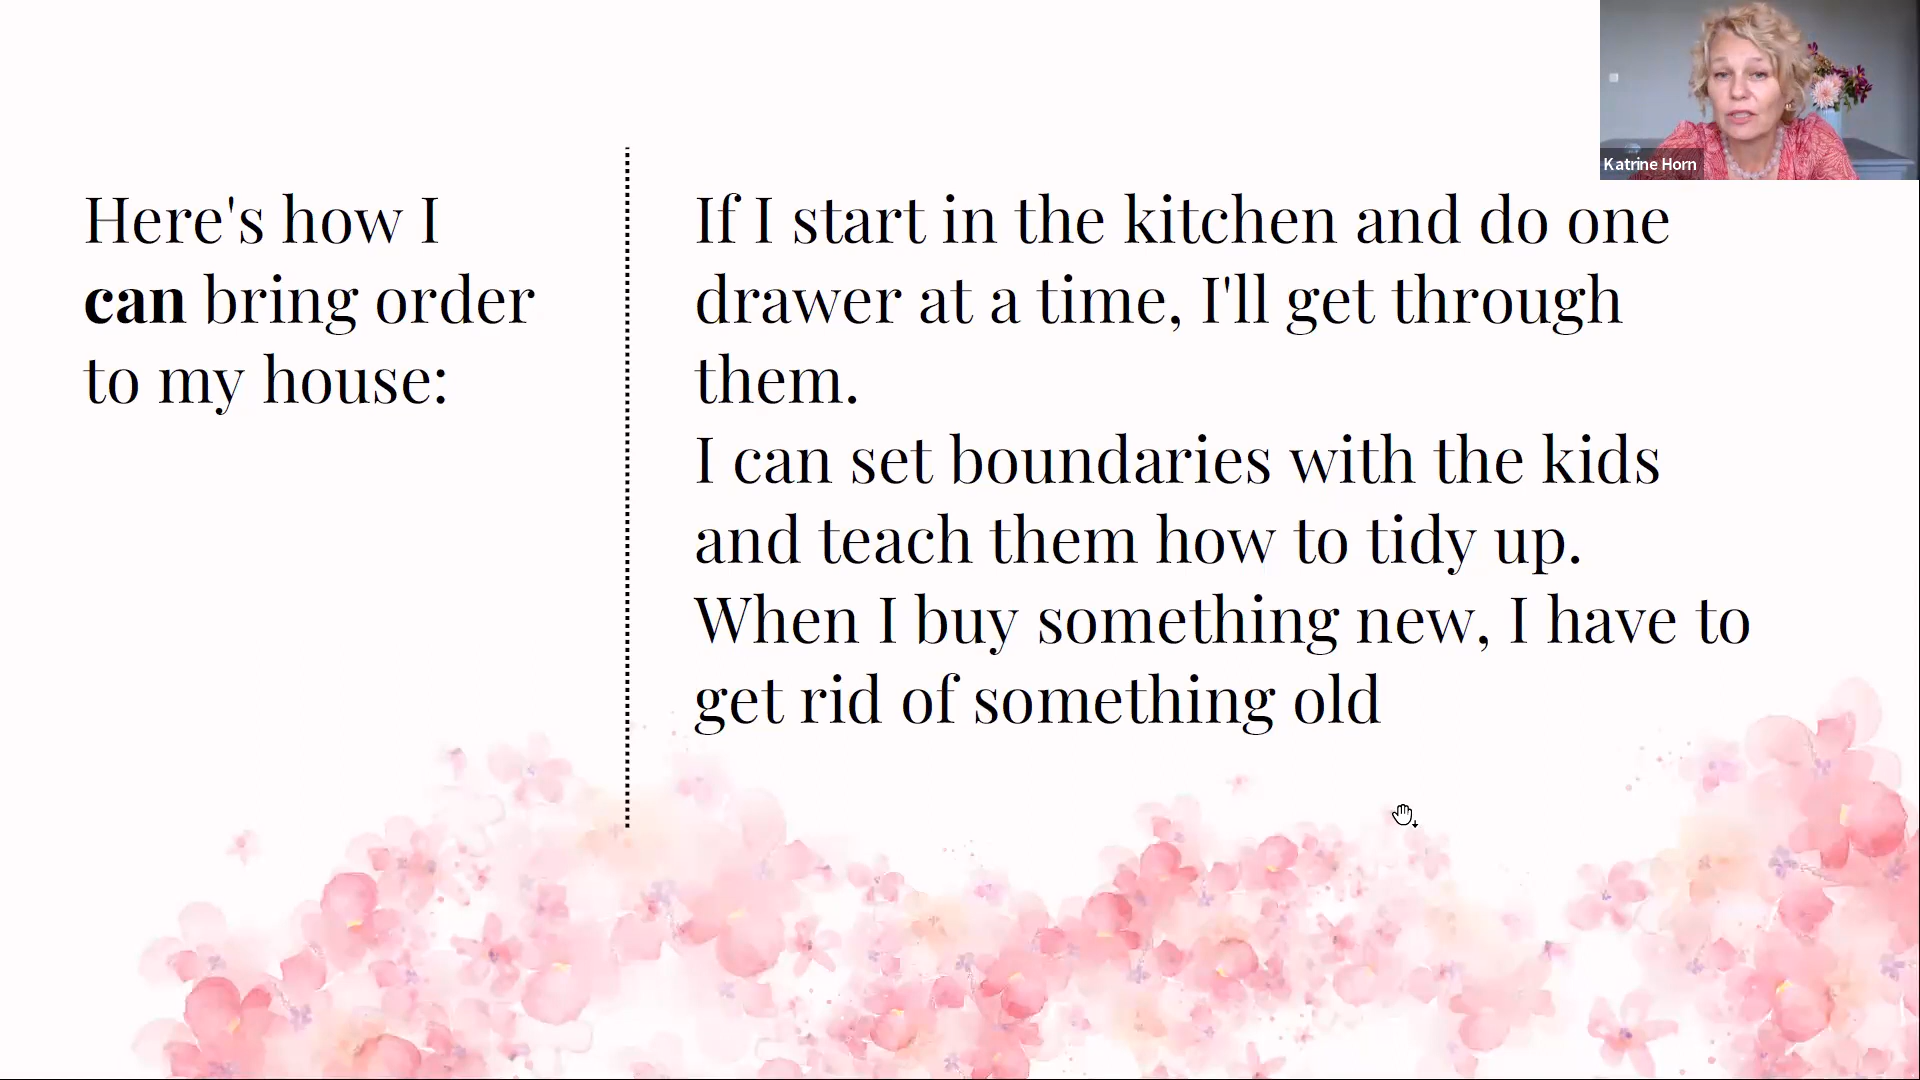 Katrine Horn
Here's how I
can bring order
to my house:
If I start in the kitchen and do one
drawer at a time, I'll get through
them.
I can set boundaries with the kids
and teach them how to tidy up.
When I buy something new, I have to
get rid of something old